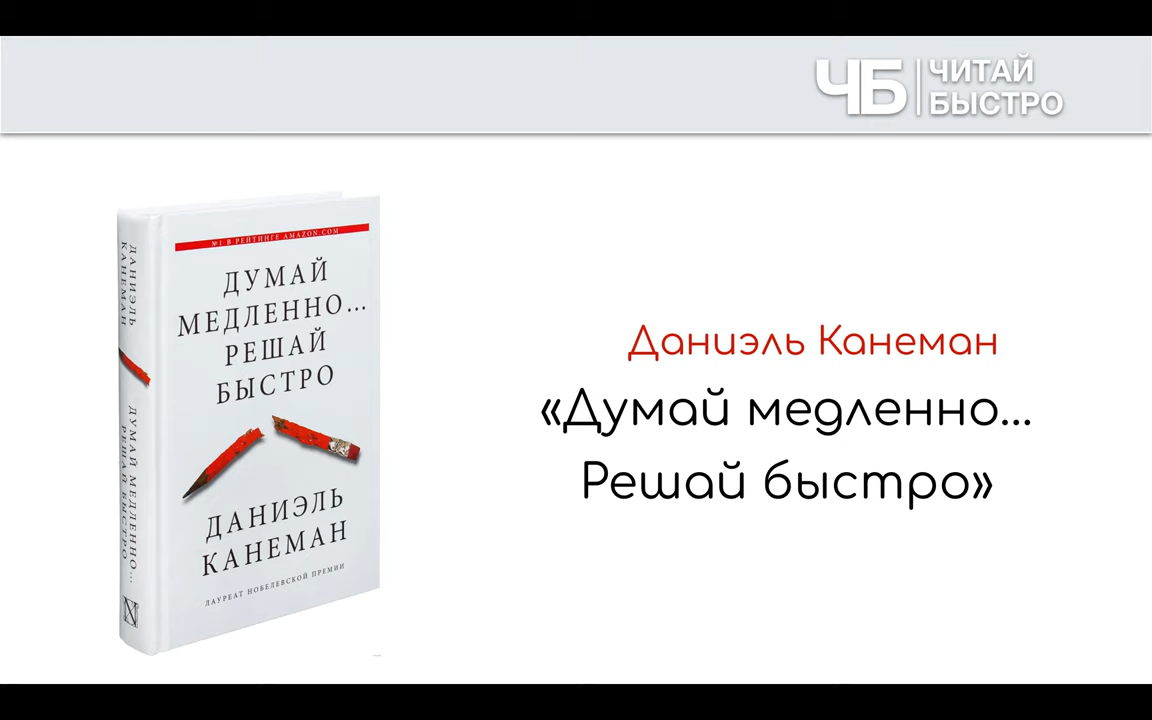 ЧБ
ЧИТАЙ
БЫСТРО
№1 В РЕЙТИНГЕ AMAZON.COM
ДУМАЙ
МЕДЛЕННО...
РЕШАЙ
БЫСТРО
ДАНИЭЛЬ
КАНЕМАН
ЛАУРЕАТ НОБЕЛЕВСКОЙ ПРЕМИИ
ДАНИЭЛЬ
КАНЕМАН
ДУМАЙ МЕДЛЕННО...
РЕШАЙ БЫСТРО
Даниэль Канеман
«Думай медленно...
Решай быстро»